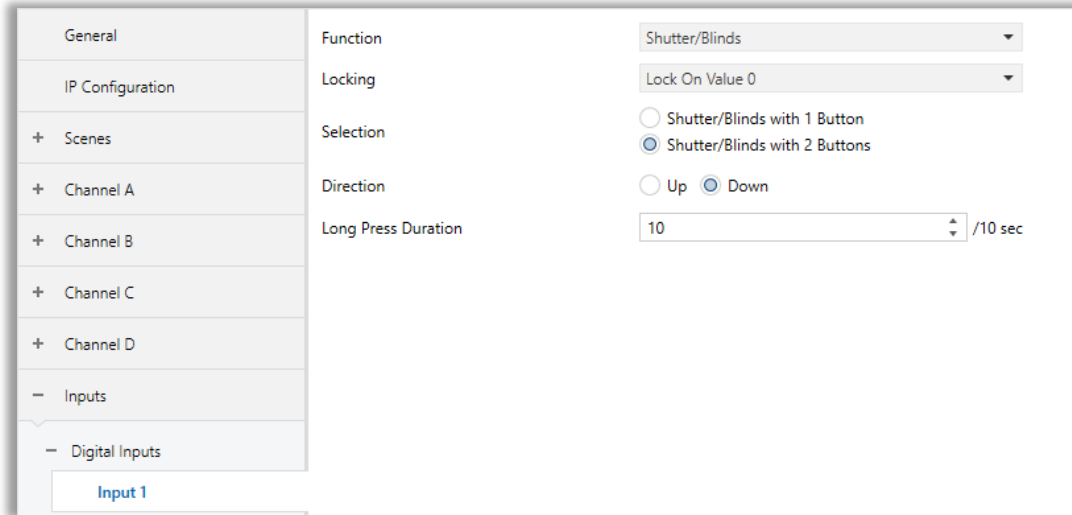 General
IP Configuration
+ Scenes
+ Channel A
+ Channel B
+ Channel C
+ Channel D
− Inputs
− Digital Inputs
Input 1
Function Shutter/Blinds
Locking Lock On Value 0
Selection Shutter/Blinds with 1 Button
Shutter/Blinds with 2 Buttons
Direction Up Down
Long Press Duration 10 /10 sec